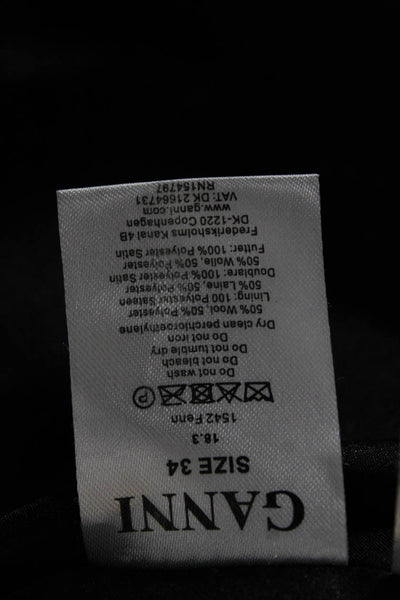 GANNI
SIZE 34
18.3
1542 Fenn
P
Do not wash
Do not bleach
Do not tumble dry
Do not iron
Dry clean perchloroethylene
50% Wool, 50% Polyester
Lining: 100 Polyester Sateen
50% Laine, 50% Polyester
Doublare: 100% Polyester Satin
50% Wolle, 50% Polyester
Futter: 100% Polyester Satin
Frederiksholms Kanal 4B
DK-1220 Copenhagen
www.ganni.com
VAT: DK 21664731
RN154797